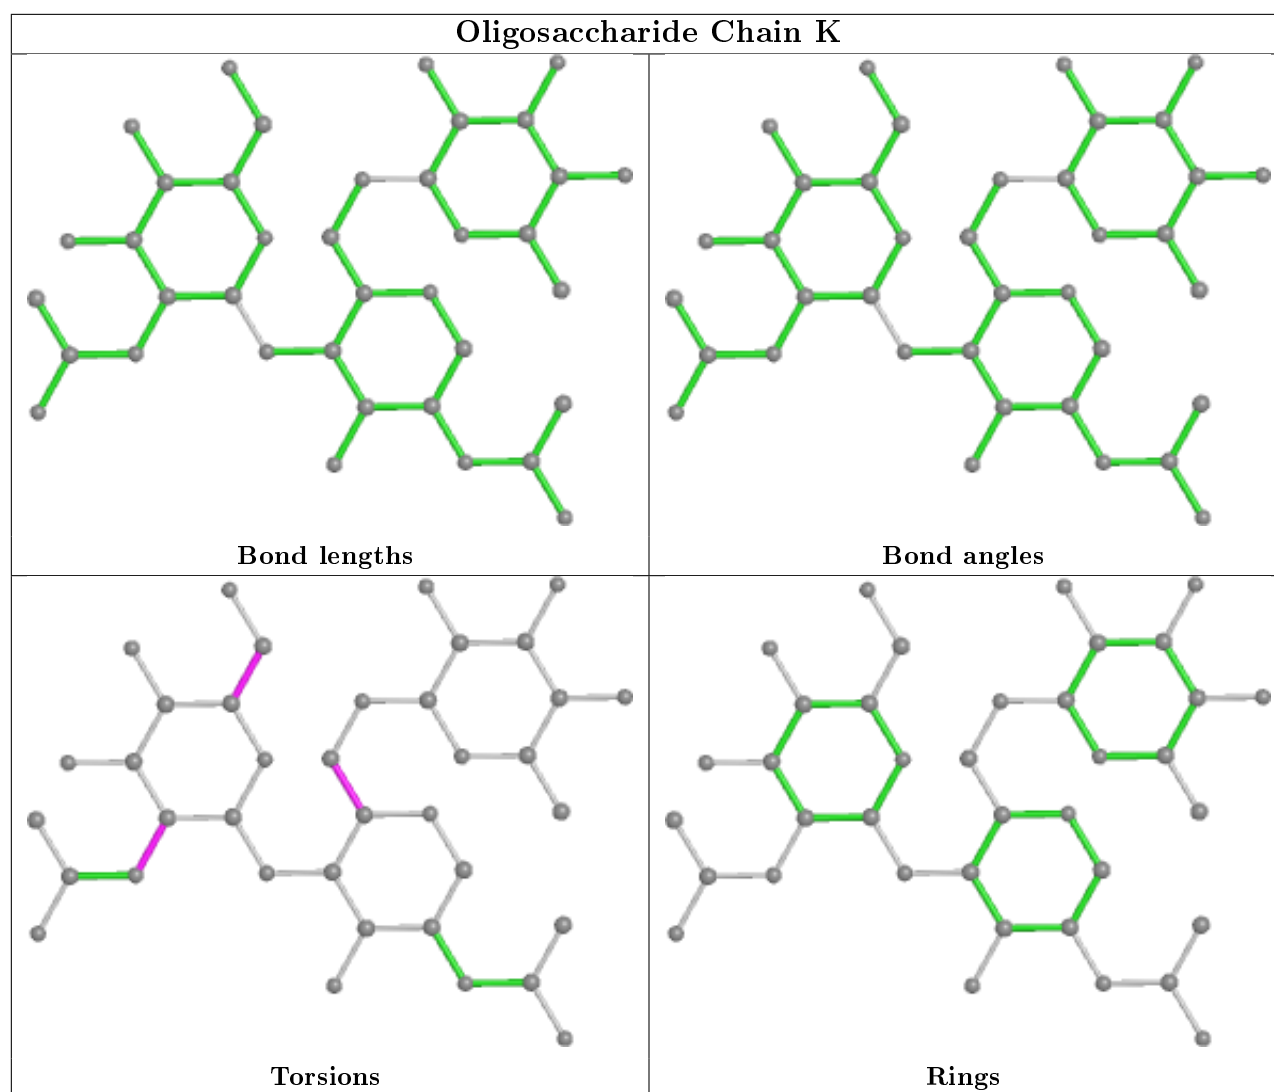 Oligosaccharide Chain K
Bond lengths
Bond angles
Torsions
Rings